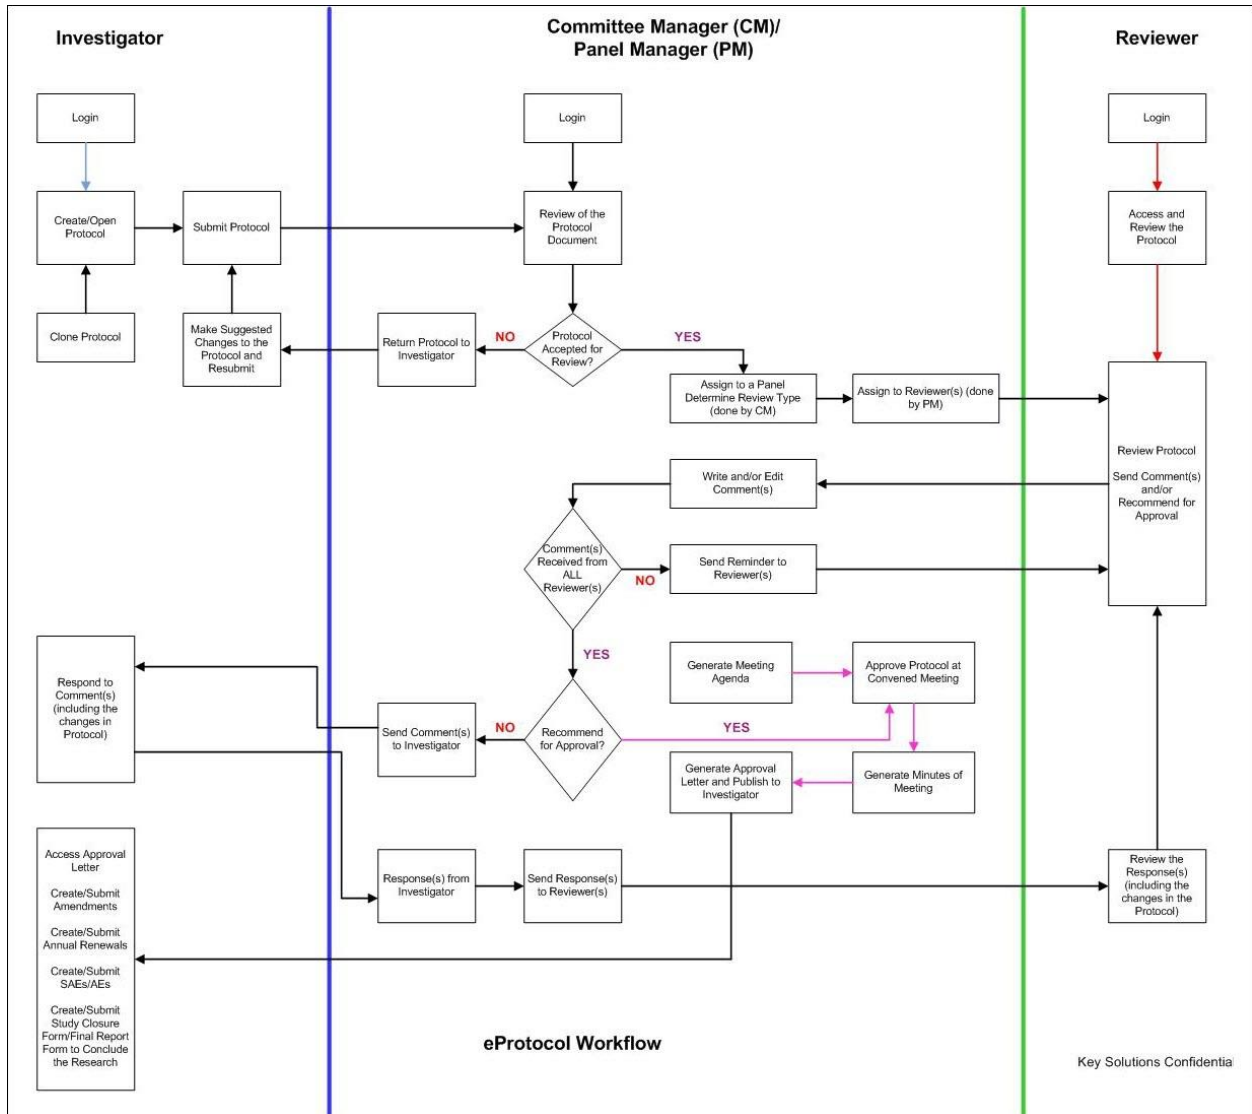 Investigator
Committee Manager (CM)/
Panel Manager (PM)
Reviewer
Login
Login
Login
Create/Open
Protocol
Submit Protocol
Review of the
Protocol
Document
Access and
Review the
Protocol
Clone Protocol
Make Suggested
Changes to the
Protocol and
Resubmit
Return Protocol to
Investigator
NO
Protocol
Accepted for
Review?
YES
Assign to a Panel
Determine Review Type
(done by CM)
Assign to Reviewer(s) (done
by PM)
Review Protocol
Send Comment(s)
and/or
Recommend for
Approval
Write and/or Edit
Comment(s)
Comment(s)
Received from
ALL
Reviewer(s)
NO
Send Reminder to
Reviewer(s)
YES
Respond to
Comment(s)
(including the
changes in
Protocol)
Send Comment(s)
to Investigator
NO
Recommend
for Approval?
YES
Generate Meeting
Agenda
Approve Protocol at
Convened Meeting
Generate Approval
Letter and Publish to
Investigator
Generate Minutes of
Meeting
Access Approval
Letter
Create/Submit
Amendments
Create/Submit
Annual Renewals
Create/Submit
SAEs/AEs
Create/Submit
Study Closure
Form/Final Report
Form to Conclude
the Research
Response(s) from
Investigator
Send Response(s)
to Reviewer(s)
Review the
Response(s)
(including the
changes in the
Protocol)
eProtocol Workflow
Key Solutions Confidential